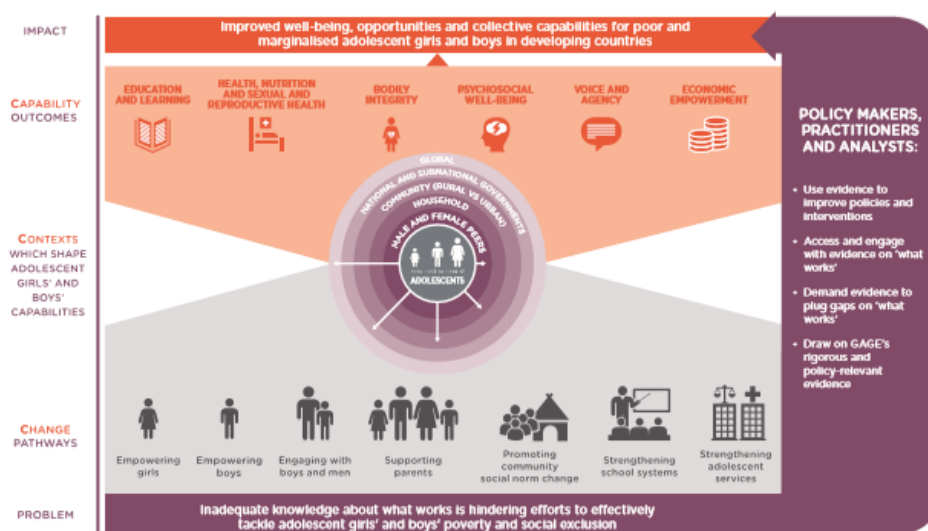 IMPACT
Improved well-being, opportunities and collective capabilities for poor and
marginalised adolescent girls and boys in developing countries
CAPABILITY
OUTCOMES
EDUCATION
AND LEARNING
HEALTH, NUTRITION
AND SEXUAL AND
REPRODUCTIVE HEALTH
BODILY
INTEGRITY
PSYCHOSOCIAL
WELL-BEING
VOICE AND
AGENCY
ECONOMIC
EMPOWERMENT
POLICY MAKERS,
PRACTITIONERS
AND ANALYSTS:
• Use evidence to
improve policies and
interventions
• Access and engage
with evidence on 'what
works'
• Demand evidence to
plug gaps on 'what
works'
• Draw on GAGE's
rigorous and
policy-relevant
evidence
CONTEXTS
WHICH SHAPE
ADOLESCENT
GIRLS' AND
BOYS'
CAPABILITIES
GLOBAL
NATIONAL AND SUBNATIONAL GOVERNMENTS
COMMUNITY (RURAL VS URBAN)
HOUSEHOLD
MALE AND FEMALE PEERS
ADOLESCENTS
CHANGE
PATHWAYS
Empowering
girls
Empowering
boys
Engaging with
boys and men
Supporting
parents
Promoting
community
social norm change
Strengthening
school systems
Strengthening
adolescent
services
PROBLEM
Inadequate knowledge about what works is hindering efforts to effectively
tackle adolescent girls' and boys' poverty and social exclusion